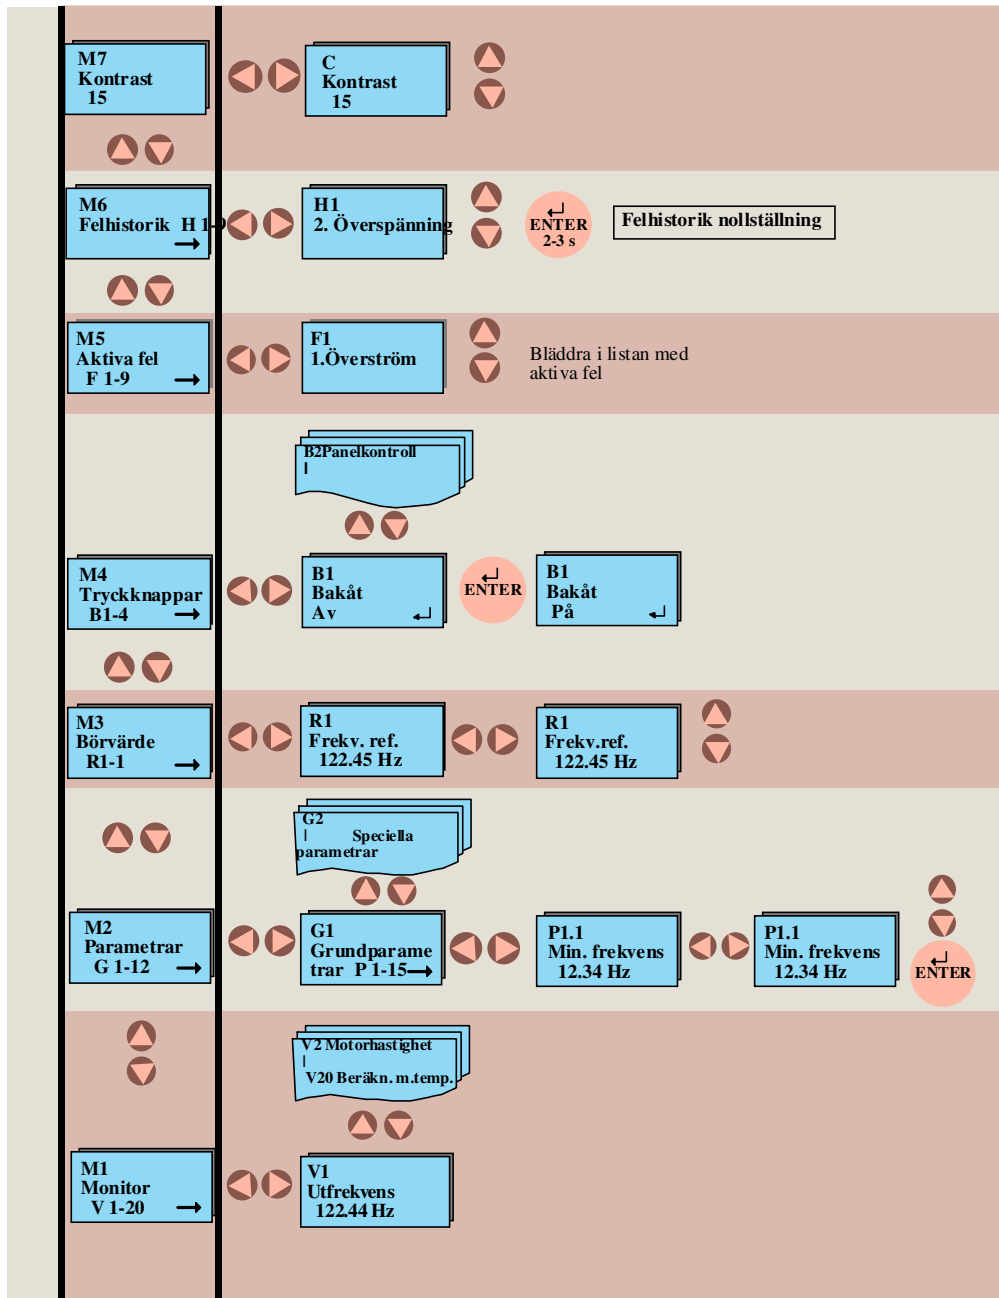 M7
Kontrast
15
C
Kontrast
15
M6
Felhistorik H 1-9
H1
2. Överspänning
ENTER
2-3 s
Felhistorik nollställning
M5
Aktiva fel
F 1-9
F1
1.Överström
Bläddra i listan med
aktiva fel
B2Panelkontroll
M4
Tryckknappar
B1-4
B1
Bakåt
Av
ENTER
B1
Bakåt
På
M3
Börvärde
R1-1
R1
Frekv. ref.
122.45 Hz
R1
Frekv.ref.
122.45 Hz
G2
Speciella
parametrar
M2
Parametrar
G 1-12
G1
Grundparame
trar P 1-15
P1.1
Min. frekvens
12.34 Hz
P1.1
Min. frekvens
12.34 Hz
ENTER
V2 Motorhastighet
V20 Beräkn. m.temp.
M1
Monitor
V 1-20
V1
Utfrekvens
122.44 Hz